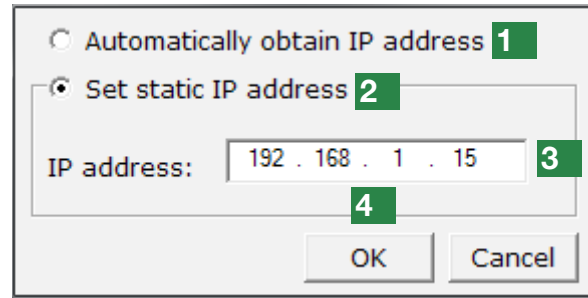 Automatically obtain IP address 1
Set static IP address 2
IP address: 192 . 168 . 1 . 15 3
4
OK Cancel